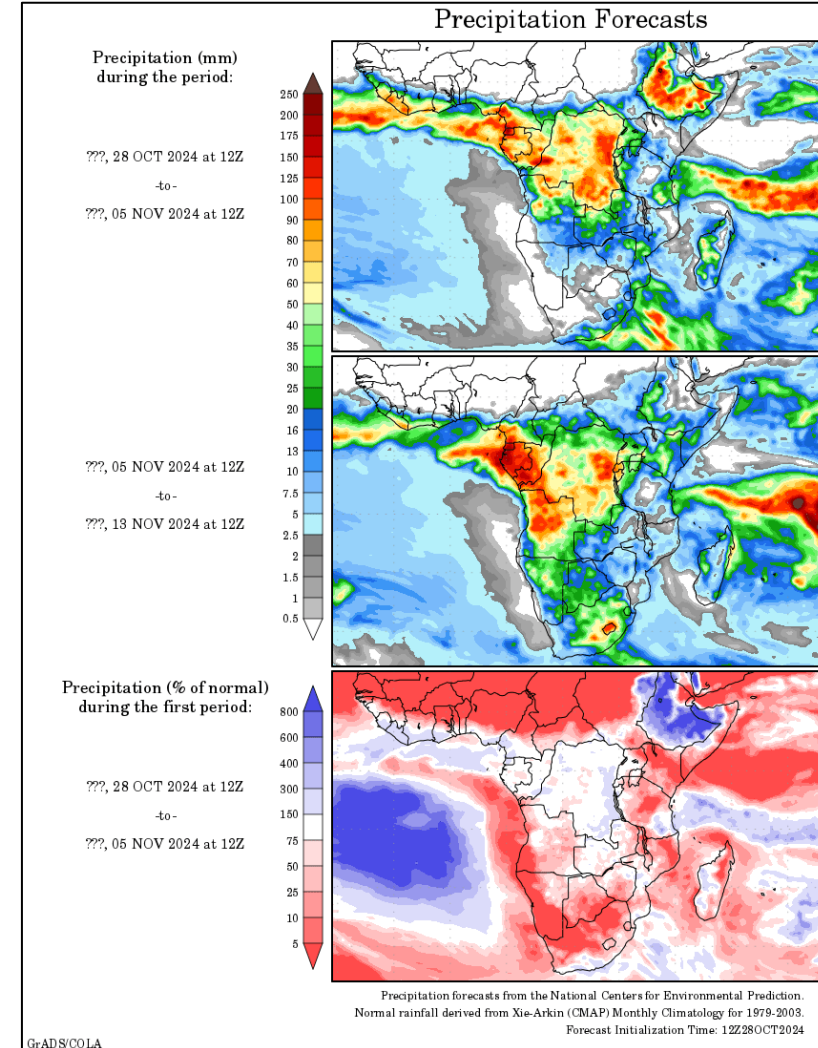 Precipitation Forecasts
Precipitation (mm)
during the period:
???, 28 OCT 2024 at 12Z
-to-
???, 05 NOV 2024 at 12Z
250
200
175
150
125
100
90
80
70
60
50
40
35
30
25
20
16
13
10
7.5
5
2.5
2
1.5
1
0.5
???, 05 NOV 2024 at 12Z
-to-
???, 13 NOV 2024 at 12Z
Precipitation (% of normal)
during the first period:
???, 28 OCT 2024 at 12Z
-to-
???, 05 NOV 2024 at 12Z
800
600
400
300
150
75
50
25
10
5
Precipitation forecasts from the National Centers for Environmental Prediction.
Normal rainfall derived from Xie-Arkin (CMAP) Monthly Climatology for 1979-2003.
Forecast Initialization Time: 12Z28OCT2024
GrADS/COLA